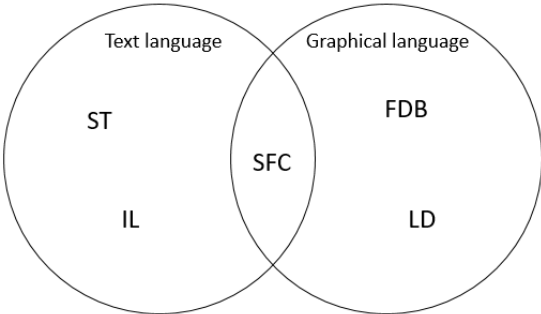 Text language
Graphical language
ST
FDB
SFC
IL
LD